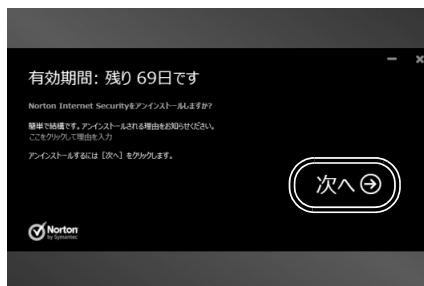 有効期間: 残り 69日です
Norton Internet Securityをアンインストールしますか?
簡単で結構です。アンインストールされる理由をお知らせください。
ここをクリックして理由を入力
アンインストールするには [次へ] をクリックします。
次へ
Norton
by Symantec